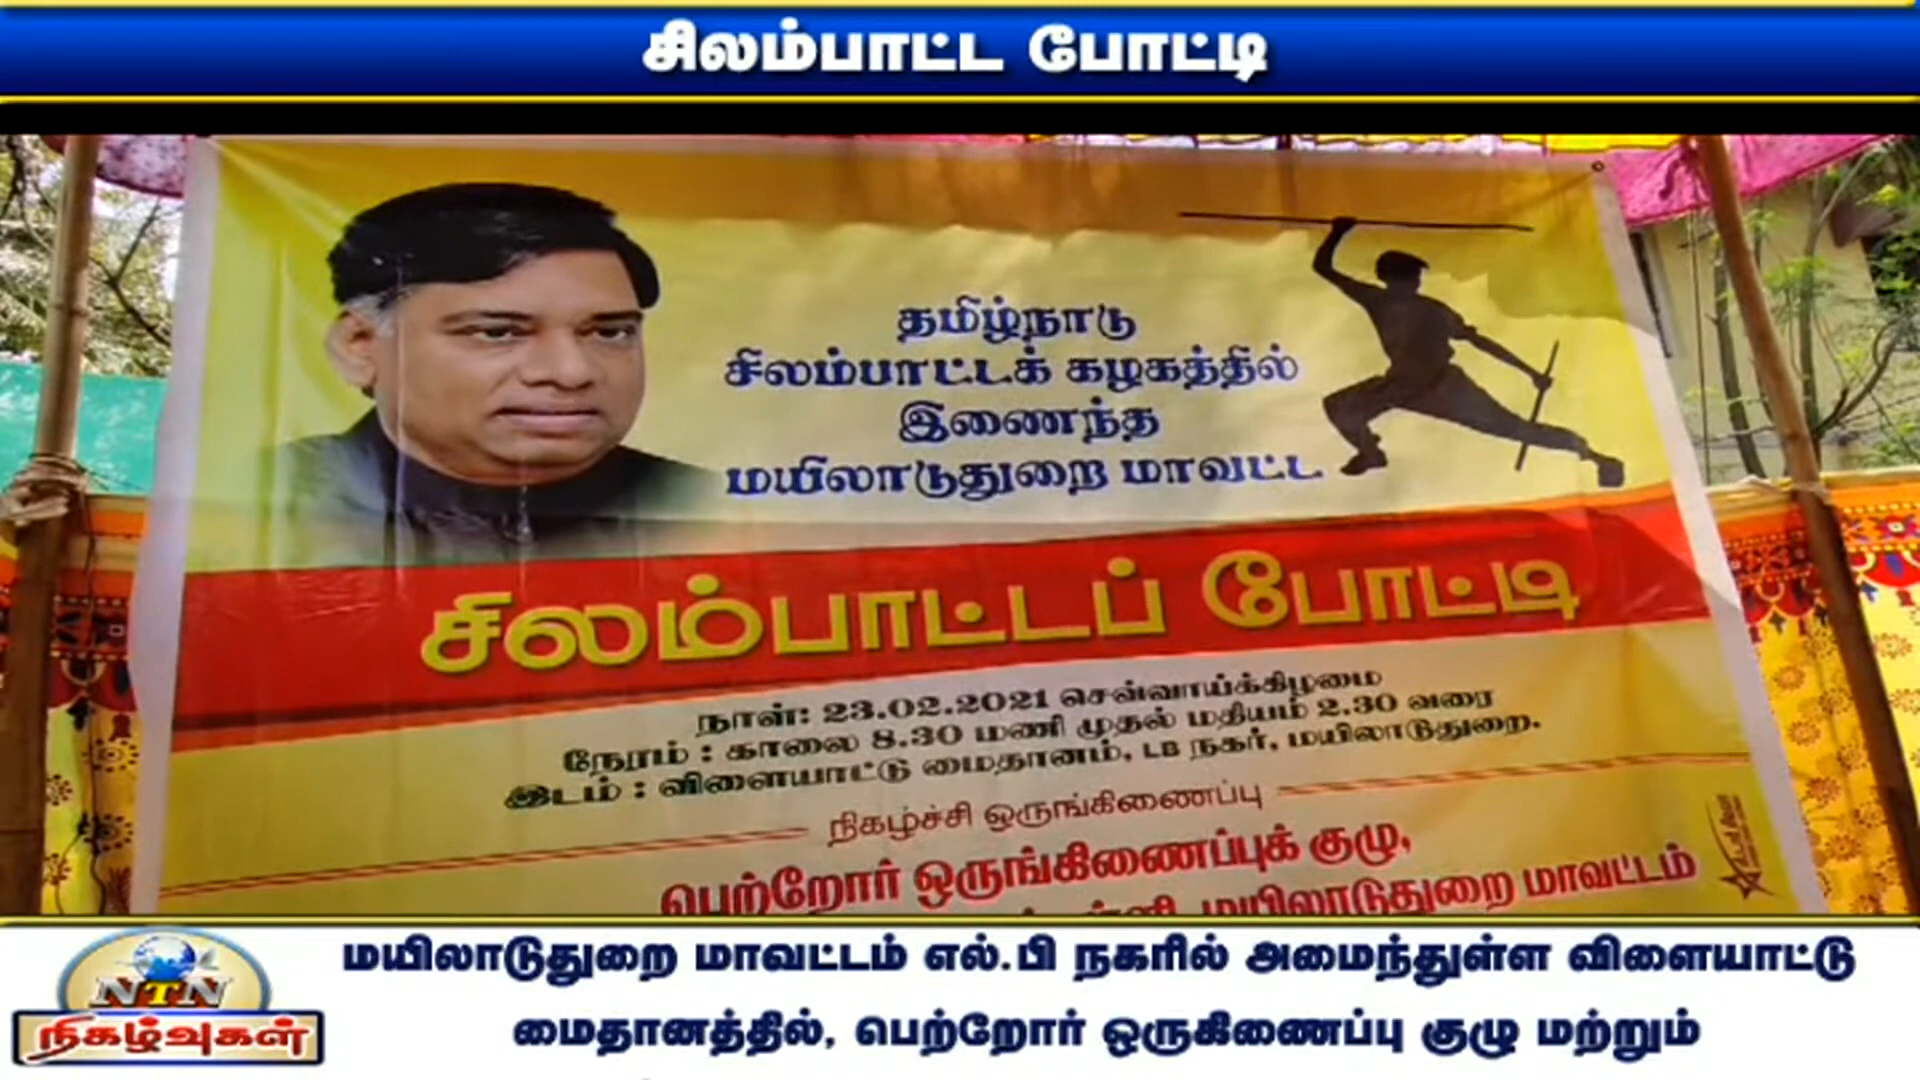 சிலம்பாட்ட போட்டி
தமிழ்நாடு
சிலம்பாட்டக் கழகத்தில்
இணைந்த
மயிலாடுதுறை மாவட்ட
சிலம்பாட்டப் போட்டி
நாள்: 23.02.2021 செவ்வாய்க்கிழமை
நேரம் : காலை 8.30 மணி முதல் மதியம் 2.30 வரை
இடம் : விளையாட்டு மைதானம், LB நகர், மயிலாடுதுறை.
நிகழ்ச்சி ஒருங்கிணைப்பு
பெற்றோர் ஒருங்கிணைப்புக் குழு,
மயிலாடுதுறை மாவட்டம்
NTN
நிகழ்வுகள்
மயிலாடுதுறை மாவட்டம் எல்.பி நகரில் அமைந்துள்ள விளையாட்டு
மைதானத்தில், பெற்றோர் ஒருகிணைப்பு குழு மற்றும்